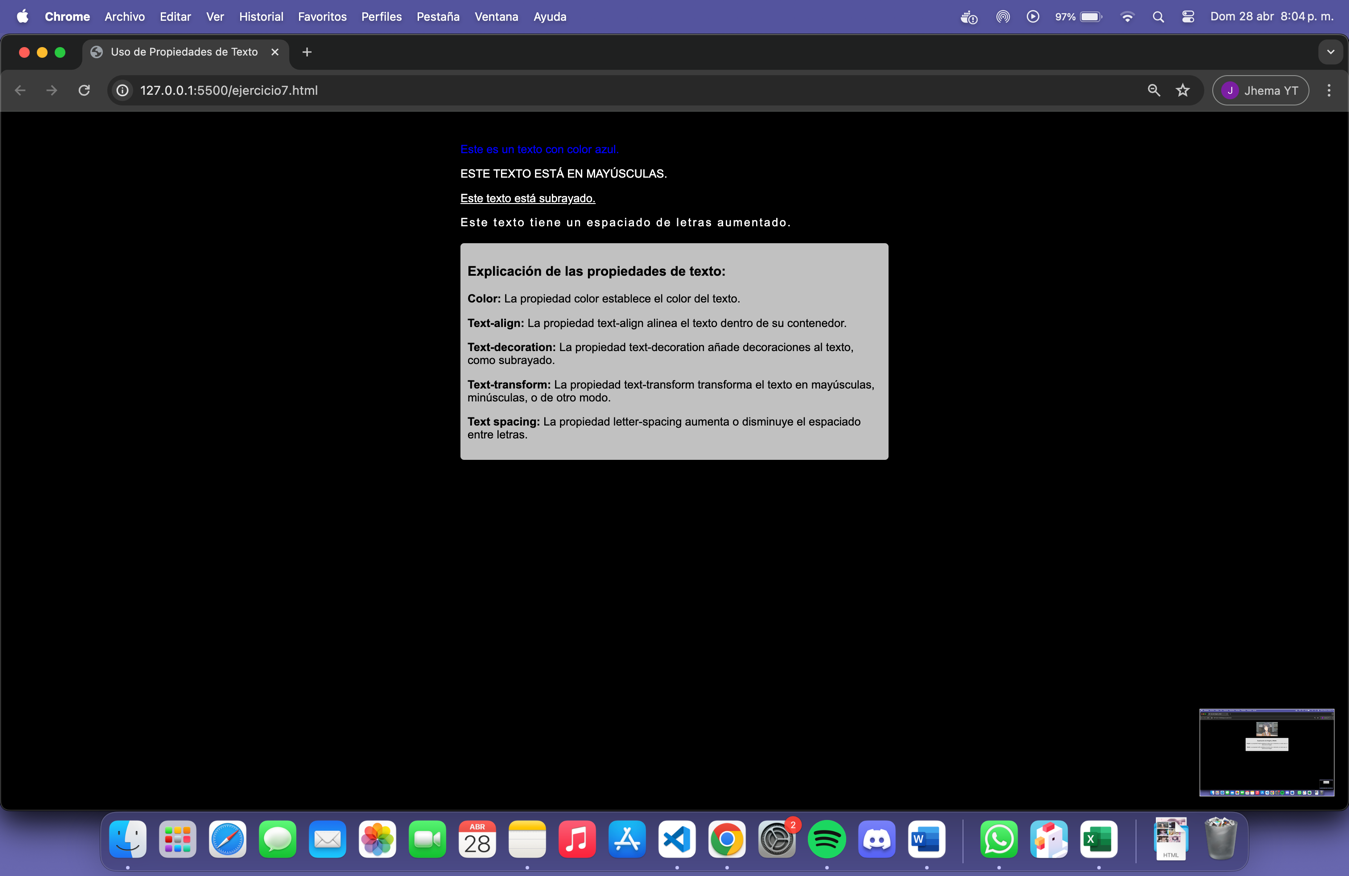 Chrome Archivo Editar Ver Historial Favoritos Perfiles Pestaña Ventana Ayuda 97% Dom 28 abr 8:04 p. m.
Uso de Propiedades de Texto
127.0.0.1:5500/ejercicio7.html J Jhema YT
Este es un texto con color azul.
ESTE TEXTO ESTÁ EN MAYÚSCULAS.
Este texto está subrayado.
Este texto tiene un espaciado de letras aumentado.
Explicación de las propiedades de texto:
Color: La propiedad color establece el color del texto.
Text-align: La propiedad text-align alinea el texto dentro de su contenedor.
Text-decoration: La propiedad text-decoration añade decoraciones al texto,
como subrayado.
Text-transform: La propiedad text-transform transforma el texto en mayúsculas,
minúsculas, o de otro modo.
Text spacing: La propiedad letter-spacing aumenta o disminuye el espaciado
entre letras.
ABR 2
28 W X
HTML